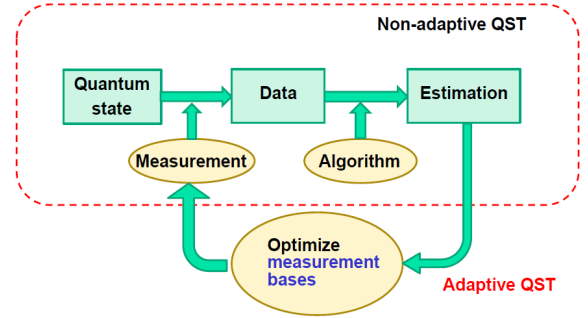 Non-adaptive QST
Quantum
state
Data
Estimation
Measurement
Algorithm
Optimize
measurement
bases
Adaptive QST